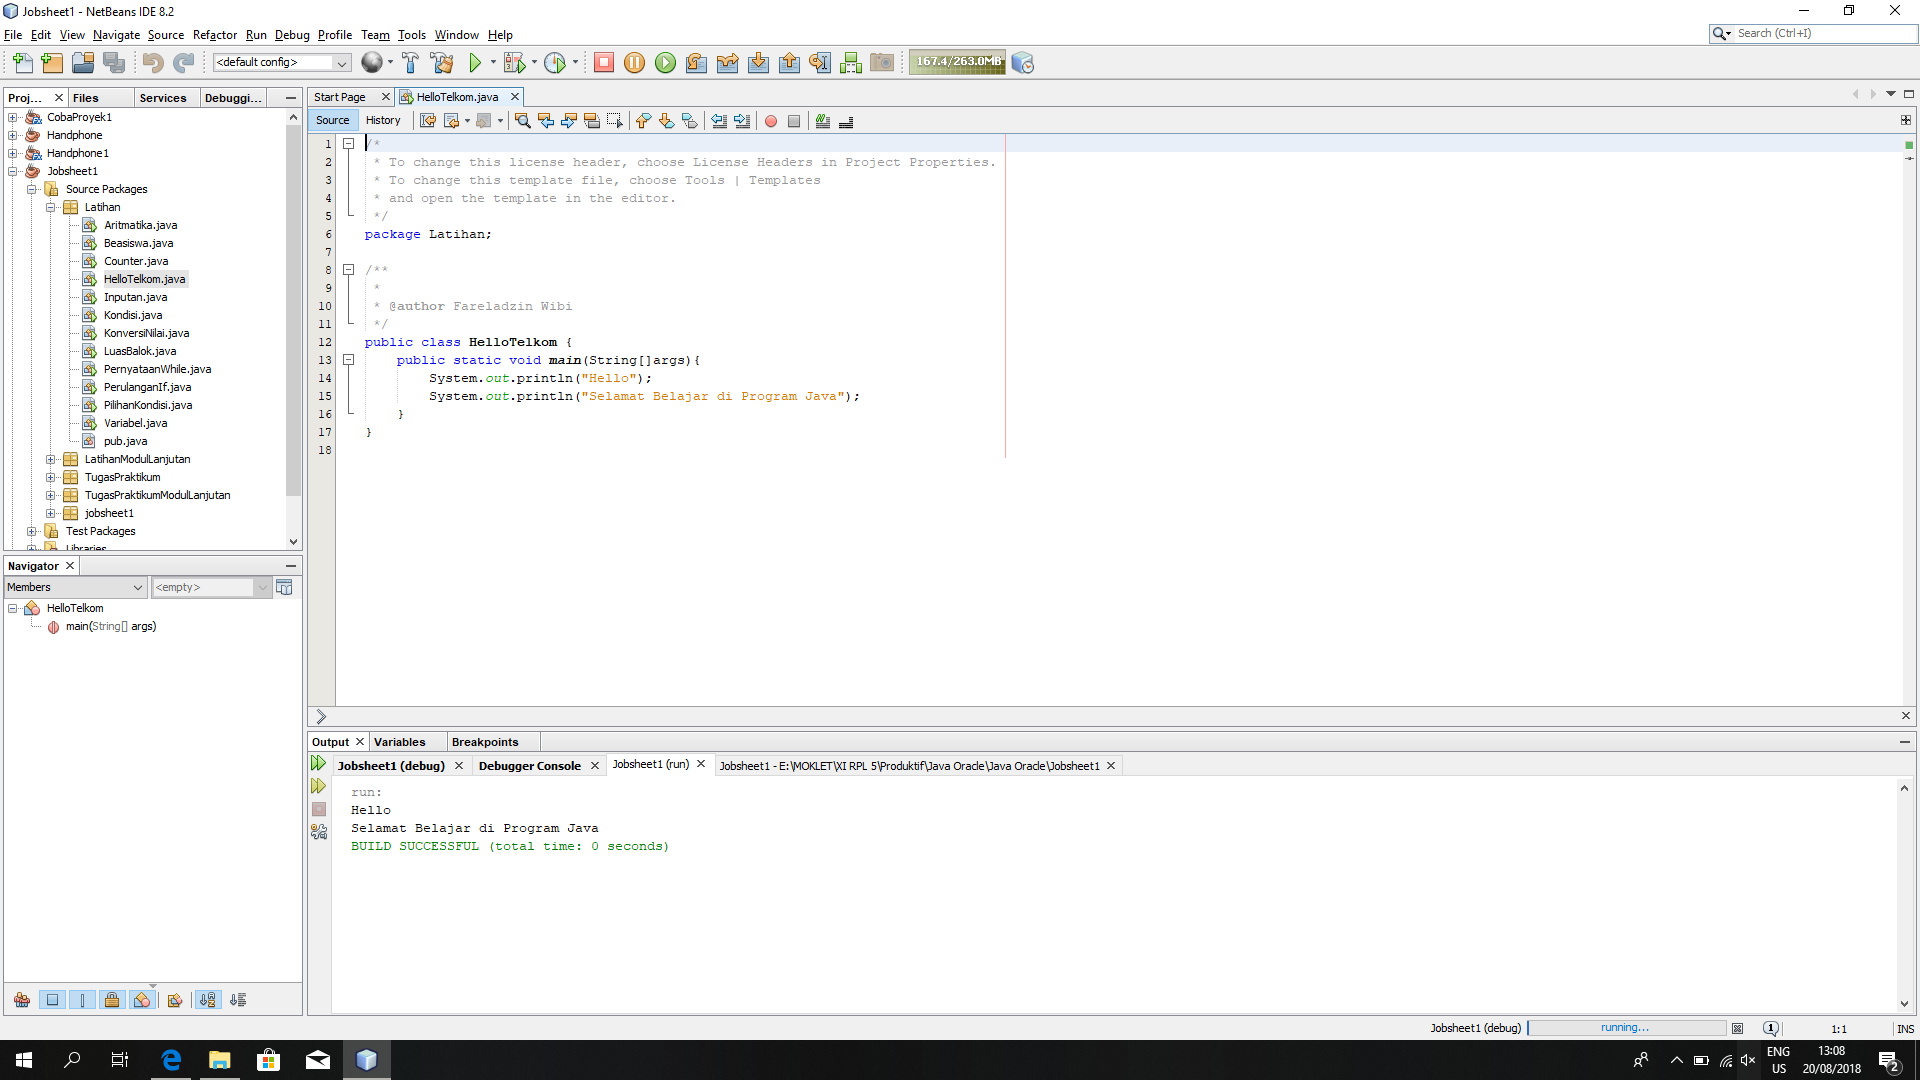 Jobsheet1 - NetBeans IDE 8.2
File Edit View Navigate Source Refactor Run Debug Profile Team Tools Window Help
Search (Ctrl+I)
<default config>
167.4/263.0MB
Proj... Files Services Debuggi...
Start Page HelloTelkom.java
Source History
CobaProyek1
Handphone
Handphone1
Jobsheet1
Source Packages
Latihan
Aritmatika.java
Beasiswa.java
Counter.java
HelloTelkom.java
Inputan.java
Kondisi.java
KonversiNilai.java
LuasBalok.java
PernyataanWhile.java
PerulanganIf.java
PilihanKondisi.java
Variabel.java
pub.java
LatihanModulLanjutan
TugasPraktikum
TugasPraktikumModulLanjutan
jobsheet1
Test Packages
Libraries
1 /*
2 * To change this license header, choose License Headers in Project Properties.
3 * To change this template file, choose Tools | Templates
4 * and open the template in the editor.
5 */
6 package Latihan;
7
8 /**
9 *
10 * @author Fareladzin Wibi
11 */
12 public class HelloTelkom {
13 public static void main(String[]args){
14 System.out.println("Hello");
15 System.out.println("Selamat Belajar di Program Java");
16 }
17 }
18
Navigator
Members <empty>
HelloTelkom
main(String[] args)
Output Variables Breakpoints
Jobsheet1 (debug) Debugger Console Jobsheet1 (run) Jobsheet1 - E:\MOKLET\XI RPL 5\Produktif\Java Oracle\Java Oracle\Jobsheet1
run:
Hello
Selamat Belajar di Program Java
BUILD SUCCESSFUL (total time: 0 seconds)
Jobsheet1 (debug) running... 1 1:1 INS
ENG
US
13:08
20/08/2018
2